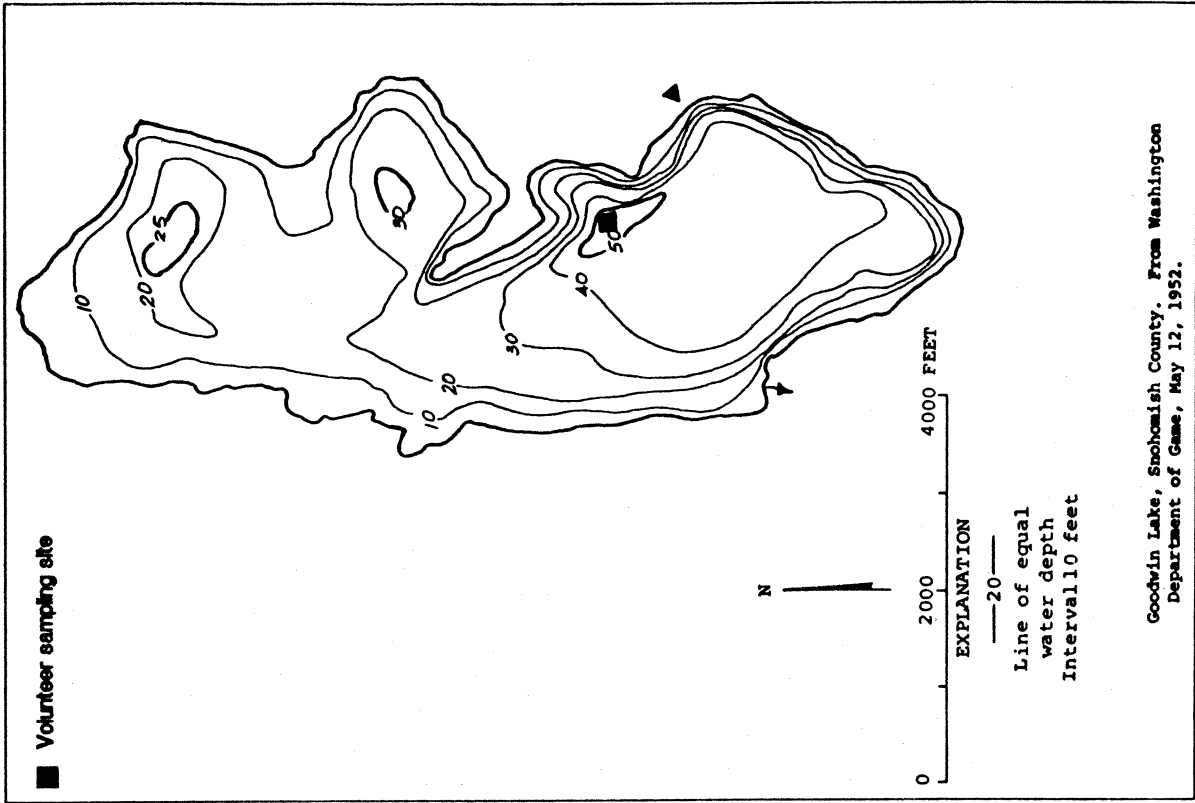 Volunteer sampling site
10
20
25
30
10
20
30
40
50
N
0 2000 4000 FEET
EXPLANATION
20
Line of equal
water depth
Interval 10 feet
Goodwin Lake, Snohomish County. From Washington
Department of Game, May 12, 1952.